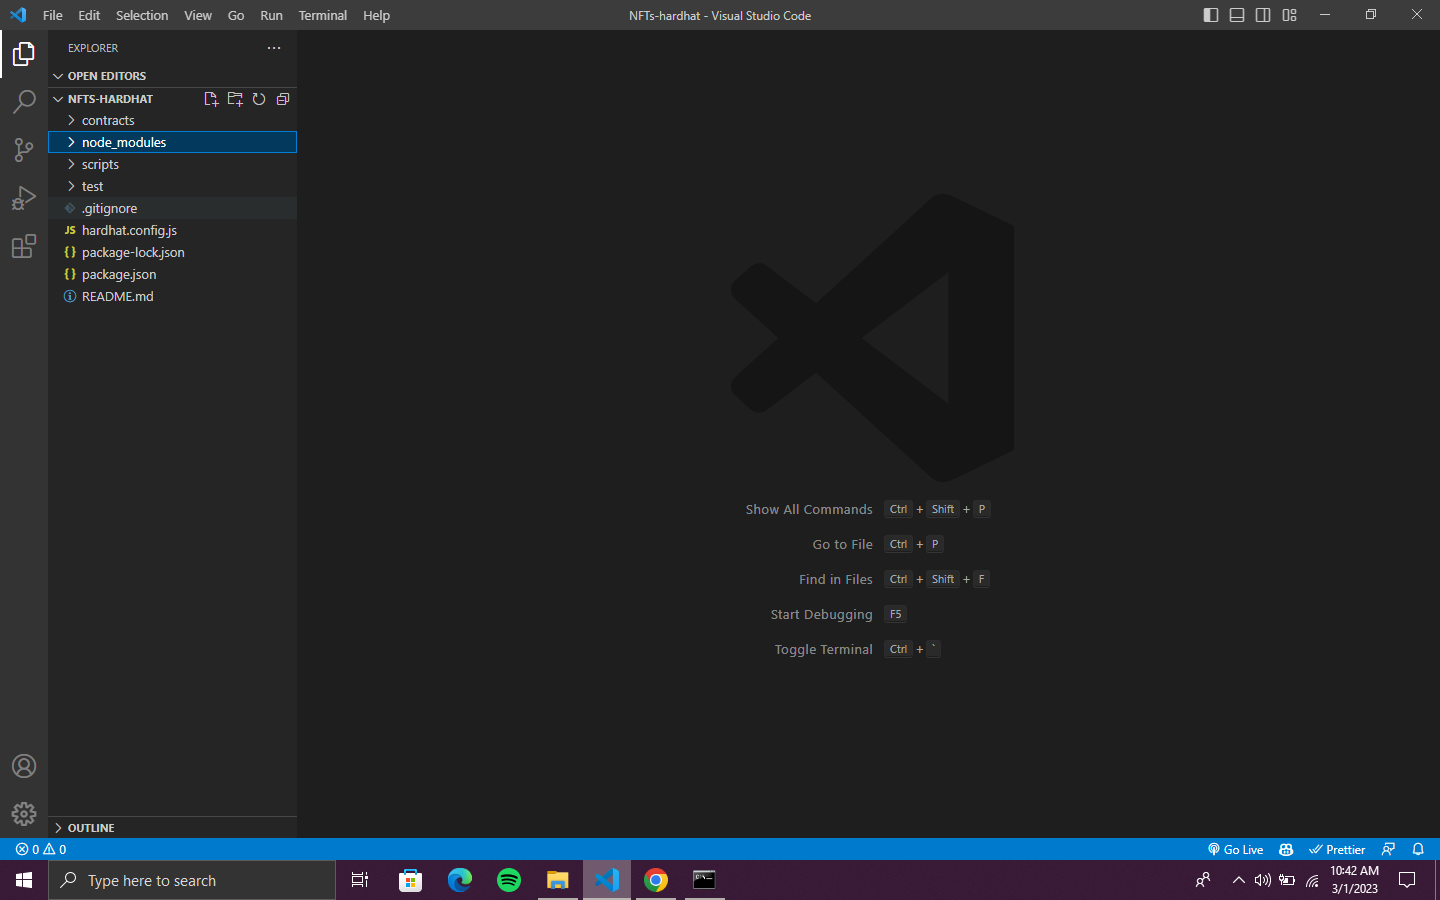 File Edit Selection View Go Run Terminal Help
NFTs-hardhat - Visual Studio Code
EXPLORER
OPEN EDITORS
NFTS-HARDHAT
contracts
node_modules
scripts
test
.gitignore
JS hardhat.config.js
{} package-lock.json
{} package.json
README.md
Show All Commands Ctrl + Shift + P
Go to File Ctrl + P
Find in Files Ctrl + Shift + F
Start Debugging F5
Toggle Terminal Ctrl + `
OUTLINE
0 0
Go Live
Prettier
Type here to search
10:42 AM
3/1/2023